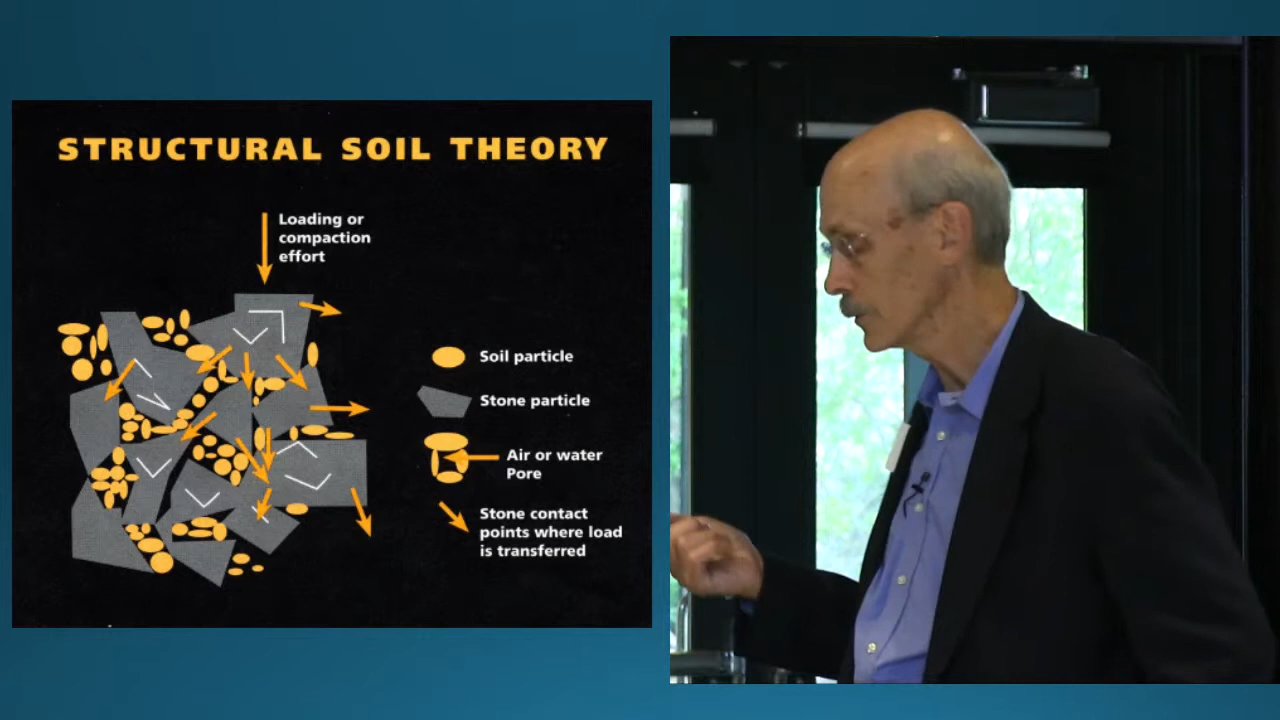 STRUCTURAL SOIL THEORY
Loading or
compaction
effort
Soil particle
Stone particle
Air or water
Pore
Stone contact
points where load
is transferred